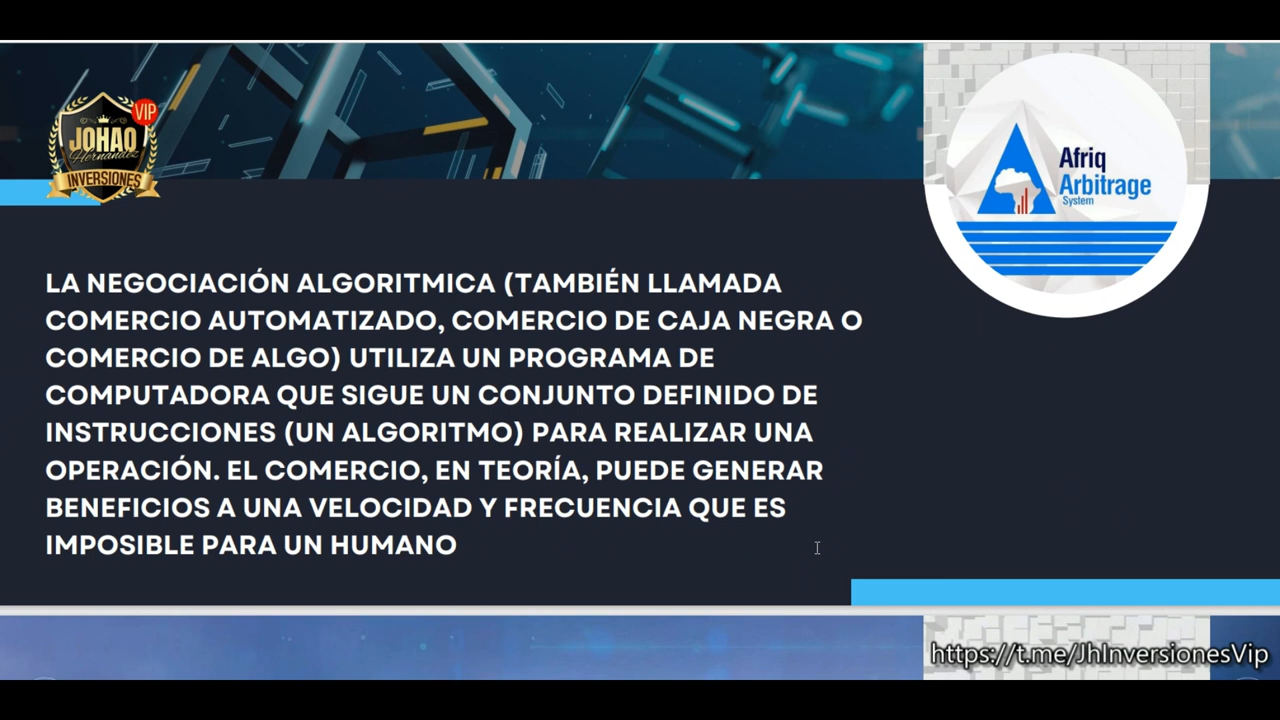 VIP
JOHAO
Hernandez
INVERSIONES
Afriq
Arbitrage
System
LA NEGOCIACIÓN ALGORITMICA (TAMBIÉN LLAMADA
COMERCIO AUTOMATIZADO, COMERCIO DE CAJA NEGRA O
COMERCIO DE ALGO) UTILIZA UN PROGRAMA DE
COMPUTADORA QUE SIGUE UN CONJUNTO DEFINIDO DE
INSTRUCCIONES (UN ALGORITMO) PARA REALIZAR UNA
OPERACIÓN. EL COMERCIO, EN TEORÍA, PUEDE GENERAR
BENEFICIOS A UNA VELOCIDAD Y FRECUENCIA QUE ES
IMPOSIBLE PARA UN HUMANO
https://t.me/JhInversionesVip